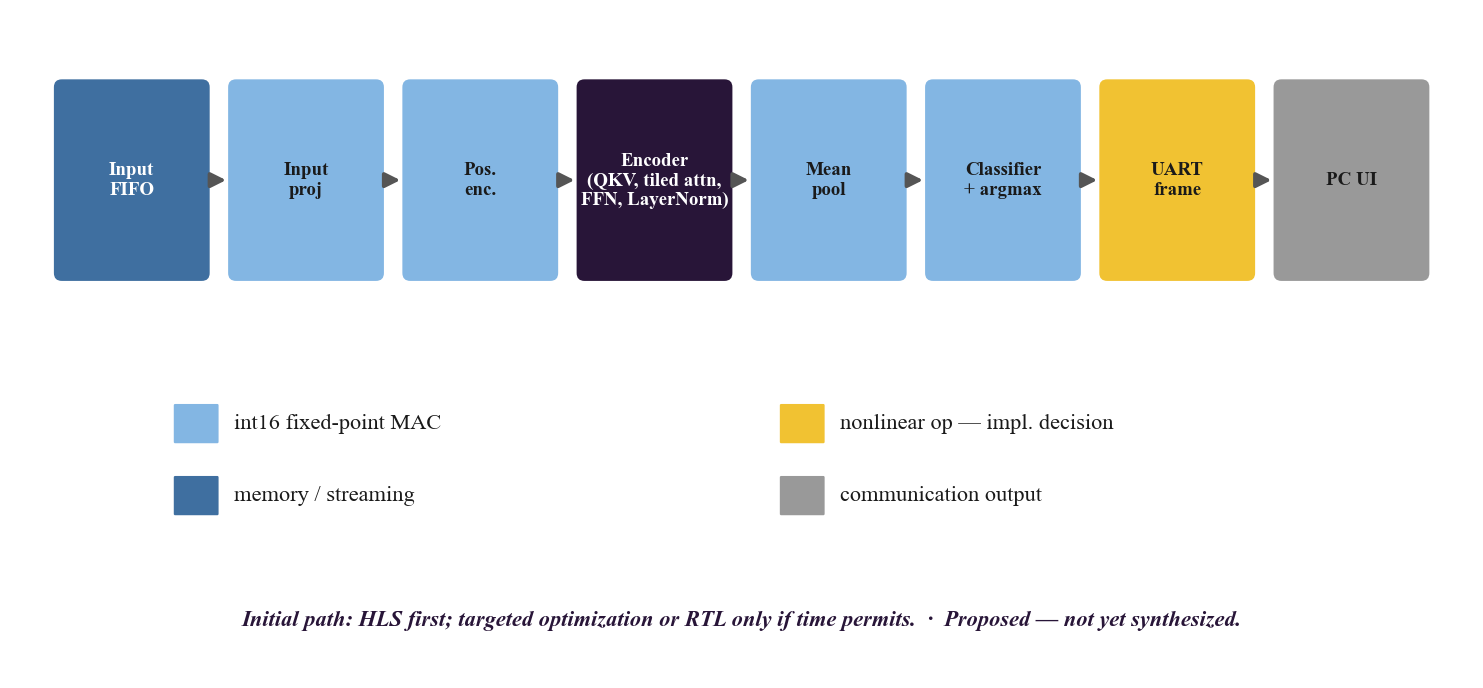 Input
FIFO
Input
proj
Pos.
enc.
Encoder
(QKV, tiled attn,
FFN, LayerNorm)
Mean
pool
Classifier
+ argmax
UART
frame
PC UI
int16 fixed-point MAC
nonlinear op — impl. decision
memory / streaming
communication output
Initial path: HLS first; targeted optimization or RTL only if time permits. · Proposed — not yet synthesized.